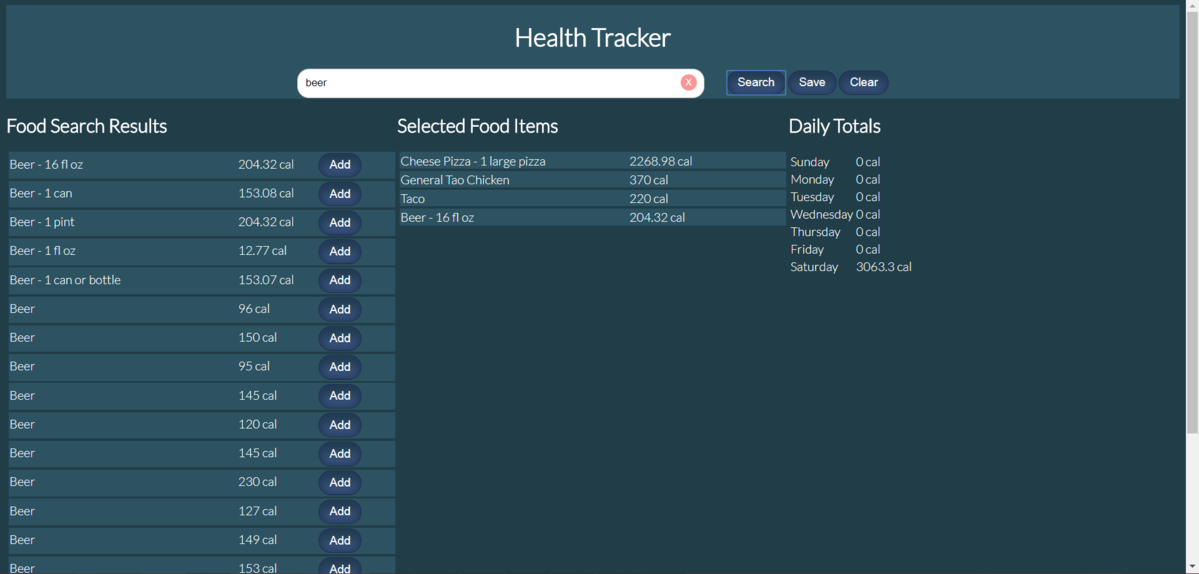 Health Tracker
beer X Search Save Clear
Food Search Results
Beer - 16 fl oz 204.32 cal Add
Beer - 1 can 153.08 cal Add
Beer - 1 pint 204.32 cal Add
Beer - 1 fl oz 12.77 cal Add
Beer - 1 can or bottle 153.07 cal Add
Beer 96 cal Add
Beer 150 cal Add
Beer 95 cal Add
Beer 145 cal Add
Beer 120 cal Add
Beer 145 cal Add
Beer 230 cal Add
Beer 127 cal Add
Beer 149 cal Add
Beer 153 cal Add
Selected Food Items
Cheese Pizza - 1 large pizza 2268.98 cal
General Tao Chicken 370 cal
Taco 220 cal
Beer - 16 fl oz 204.32 cal
Daily Totals
Sunday 0 cal
Monday 0 cal
Tuesday 0 cal
Wednesday 0 cal
Thursday 0 cal
Friday 0 cal
Saturday 3063.3 cal